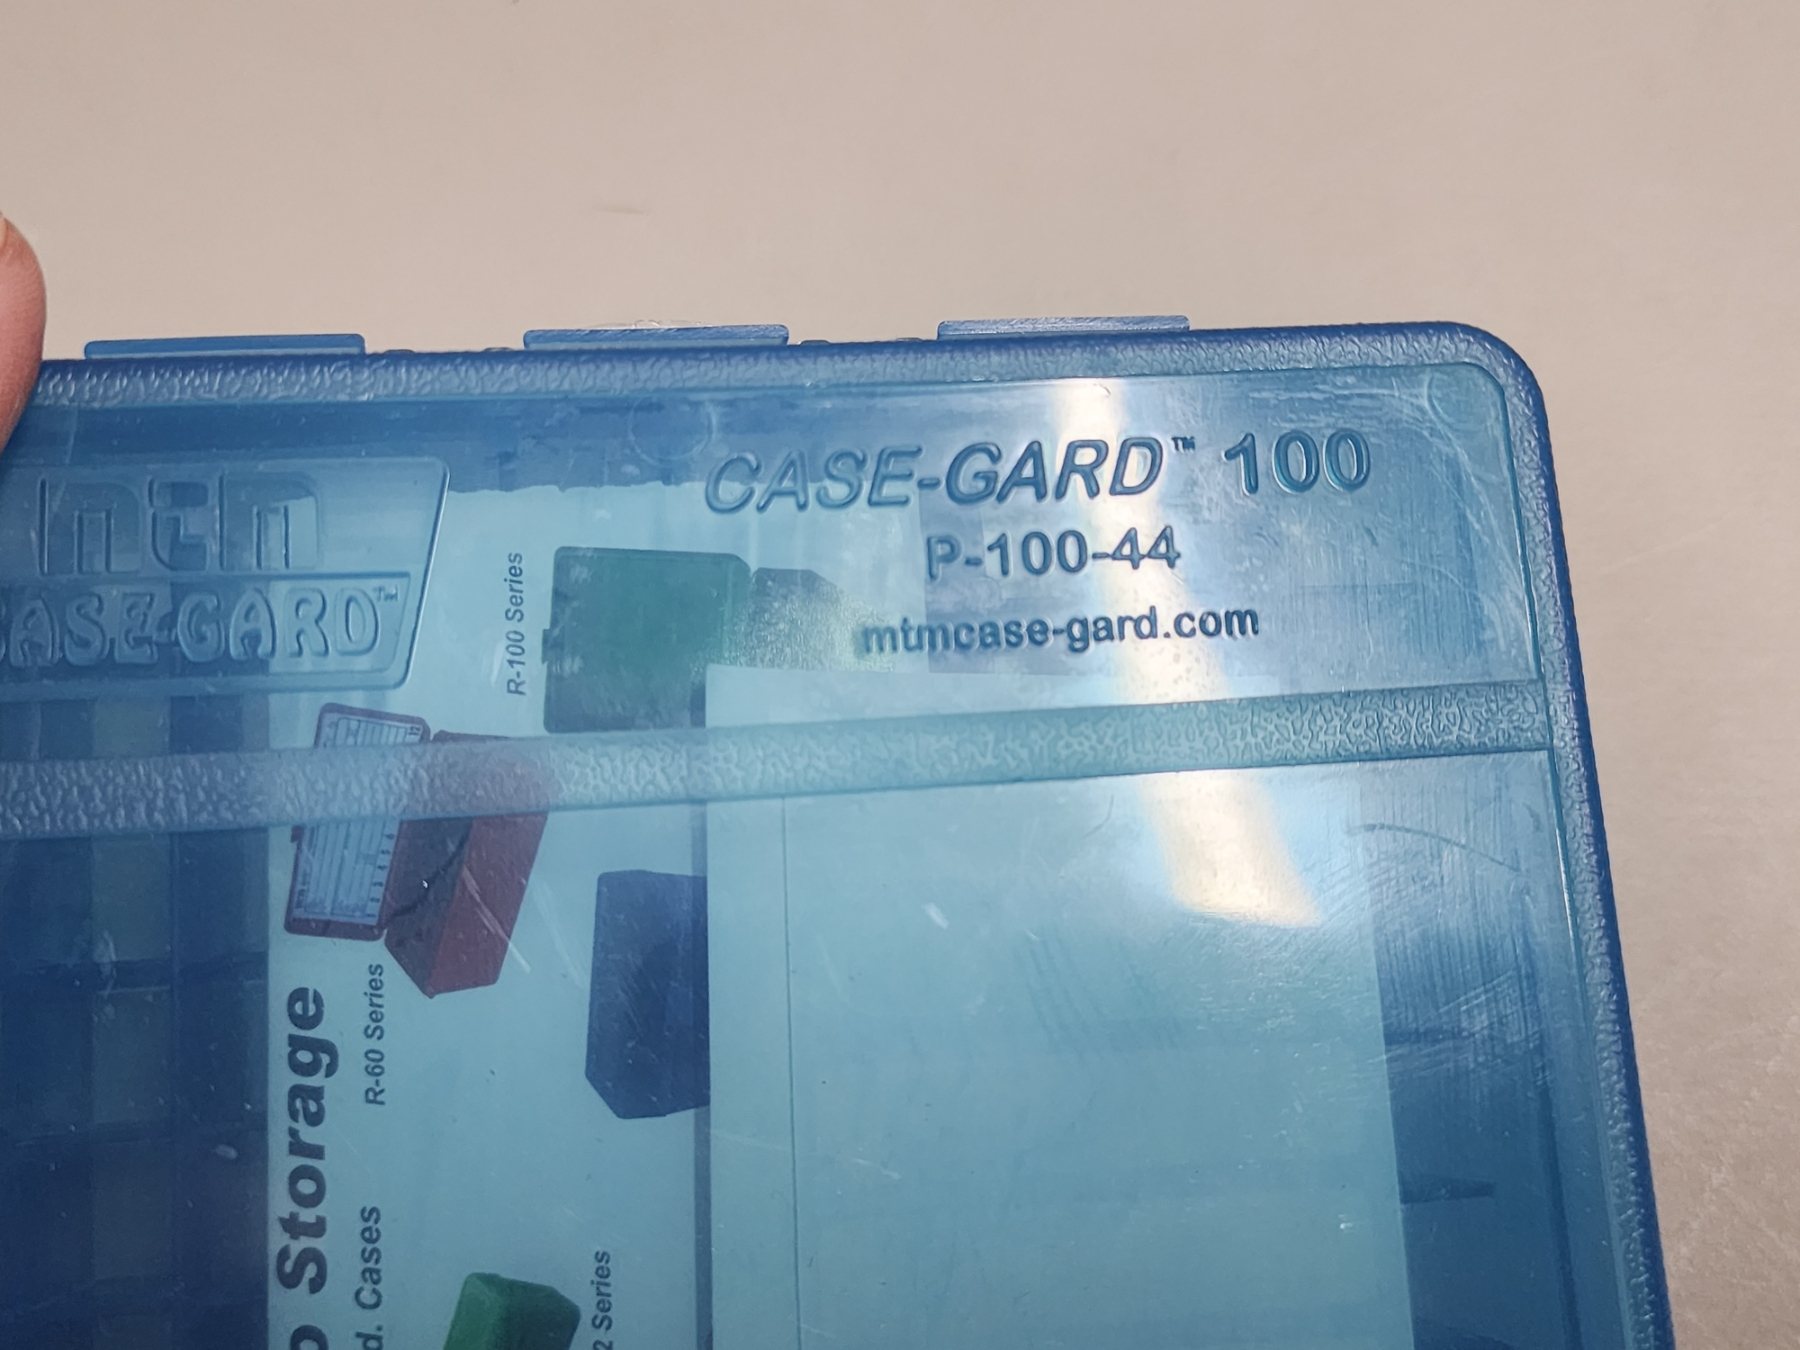 CASE-GARD™ 100
P-100-44
mtmcase-gard.com
mtm
CASE-GARD™
R-100 Series
R-60 Series
Storage
Cases
Series